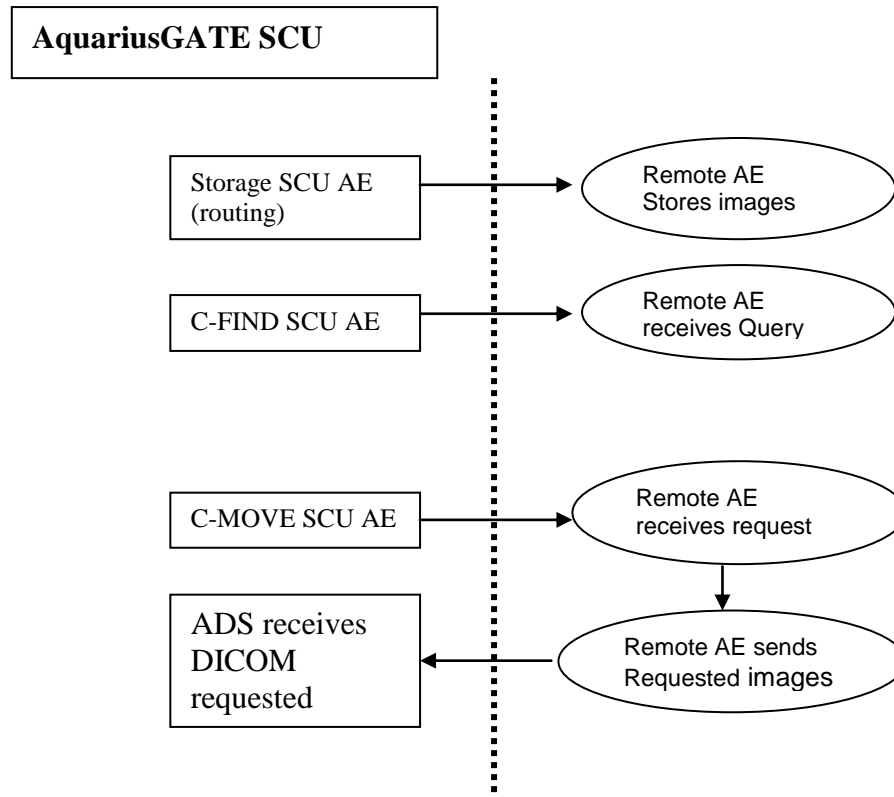 AquariusGATE SCU
Storage SCU AE
(routing)
Remote AE
Stores images
C-FIND SCU AE
Remote AE
receives Query
C-MOVE SCU AE
Remote AE
receives request
ADS receives
DICOM
requested
Remote AE sends
Requested images